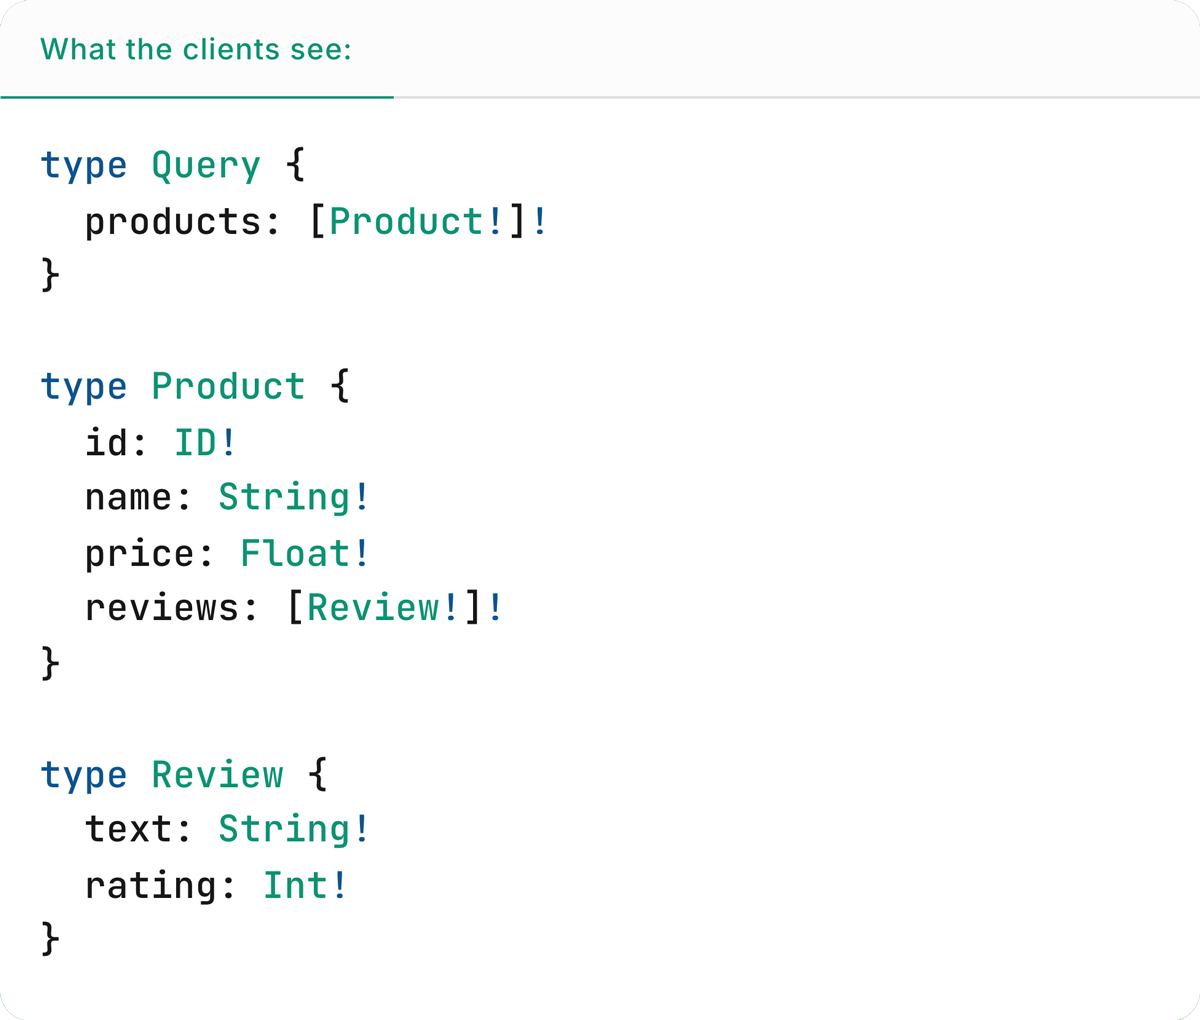 What the clients see:
type Query {
  products: [Product!]!
}
type Product {
  id: ID!
  name: String!
  price: Float!
  reviews: [Review!]!
}
type Review {
  text: String!
  rating: Int!
}